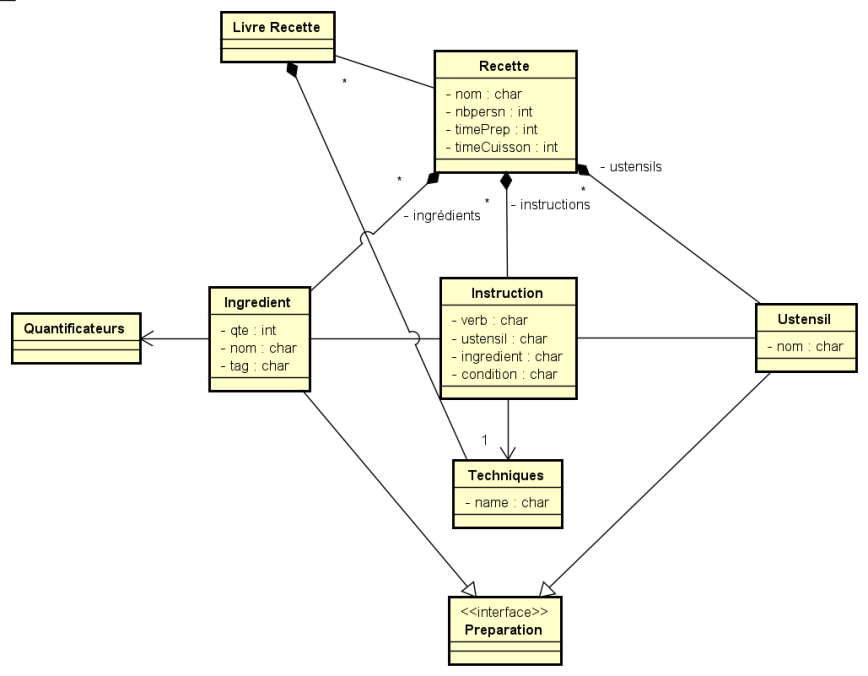 Livre Recette
*
Recette
- nom : char
- nbpersn : int
- timePrep : int
- timeCuisson : int
- ustensils
*
*
- ingrédients
*
- instructions
Quantificateurs
Ingredient
- qte : int
- nom : char
- tag : char
Instruction
- verb : char
- ustensil : char
- ingredient : char
- condition : char
Ustensil
- nom : char
1
Techniques
- name : char
<<interface>>
Preparation